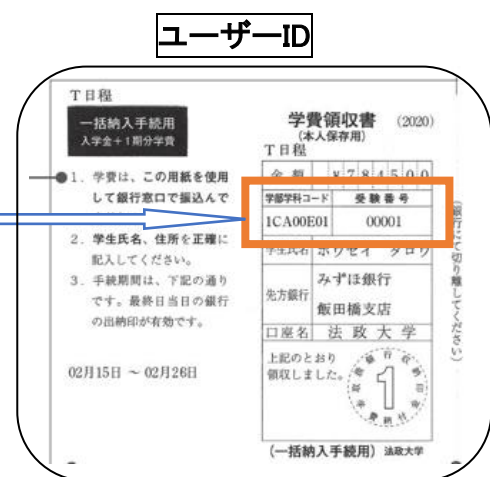 ユーザーID
T日程
一括納入手続用
入学金＋1期分学費
1. 学費は、この用紙を使用
して銀行窓口で振込んで
2. 学生氏名、住所を正確に
記入してください。
3. 手続期間は、下記の通り
です。最終日当日の銀行
の出納印が有効です。
02月15日 ～ 02月26日
学費領収書 (2020)
(本人保存用)
T日程
金額 ¥784500
学部学科コード 受験番号
1CA00E01 00001
学生氏名 ホウセイ タロウ
先方銀行 みずほ銀行
飯田橋支店
口座名 法政大学
上記のとおり
領収しました。
1
(一括納入手続用) 法政大学
(銀行にて切り離してください)